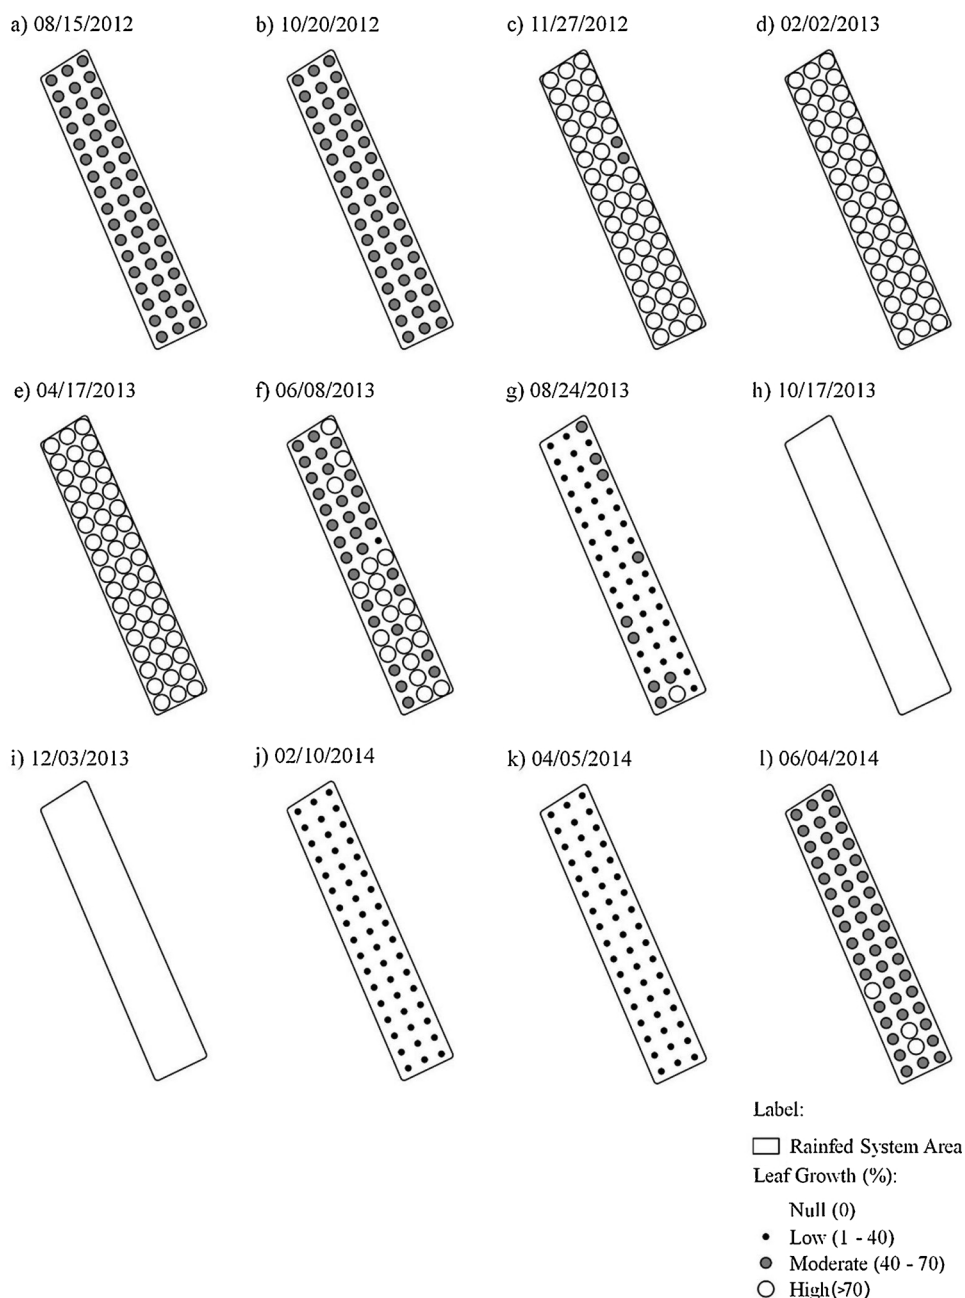 a) 08/15/2012
b) 10/20/2012
c) 11/27/2012
d) 02/02/2013
e) 04/17/2013
f) 06/08/2013
g) 08/24/2013
h) 10/17/2013
i) 12/03/2013
j) 02/10/2014
k) 04/05/2014
l) 06/04/2014
Label:
Rainfed System Area
Leaf Growth (%):
Null (0)
Low (1 - 40)
Moderate (40 - 70)
High(>70)